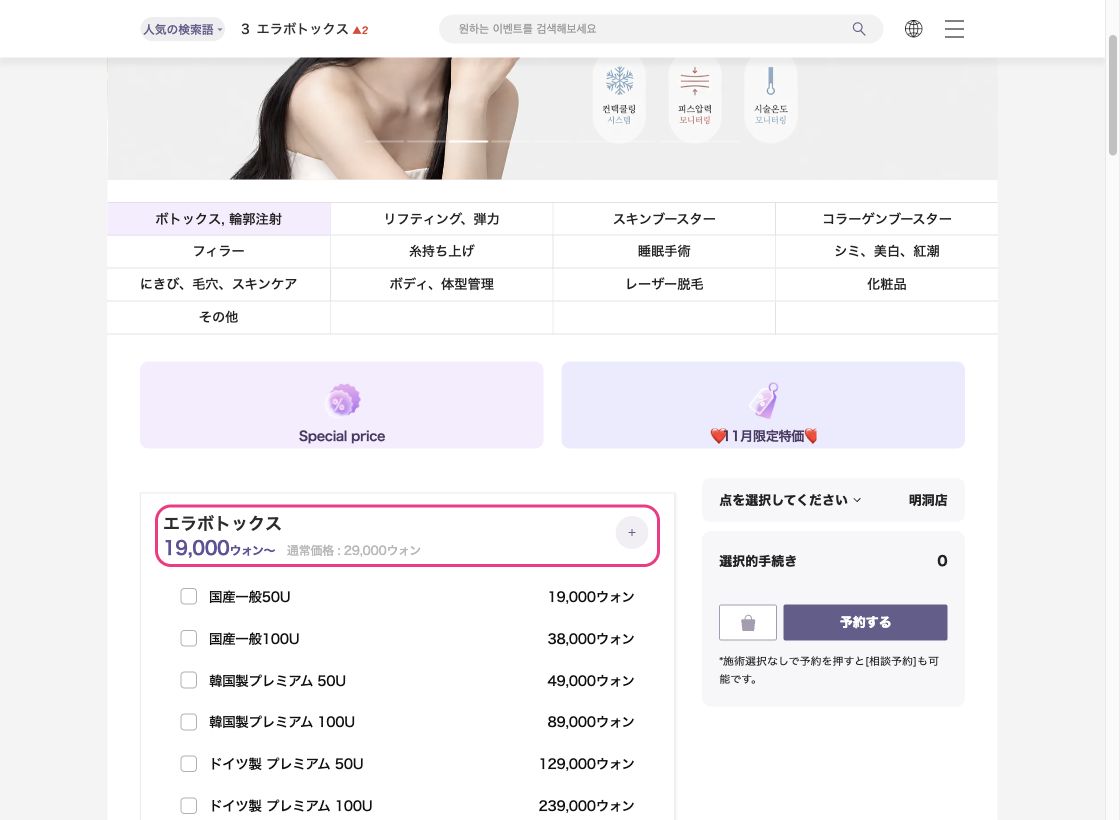 人気の検索語
3 エラボトックス ▲2
원하는 이벤트를 검색해보세요
컨택쿨링
시스템
피스압력
모니터링
시술온도
모니터링
ボトックス, 輪郭注射
リフティング、弾力
スキンブースター
コラーゲンブースター
フィラー
糸持ち上げ
睡眠手術
シミ、美白、紅潮
にきび、毛穴、スキンケア
ボディ、体型管理
レーザー脱毛
化粧品
その他
Special price
❤️11月限定特価❤️
エラボトックス
19,000ウォン〜 通常価格 : 29,000ウォン
+
国産一般50U 19,000ウォン
国産一般100U 38,000ウォン
韓国製プレミアム 50U 49,000ウォン
韓国製プレミアム 100U 89,000ウォン
ドイツ製 プレミアム 50U 129,000ウォン
ドイツ製 プレミアム 100U 239,000ウォン
点を選択してください 明洞店
選択的手続き 0
予約する
*施術選択なしで予約を押すと[相談予約]も可
能です。